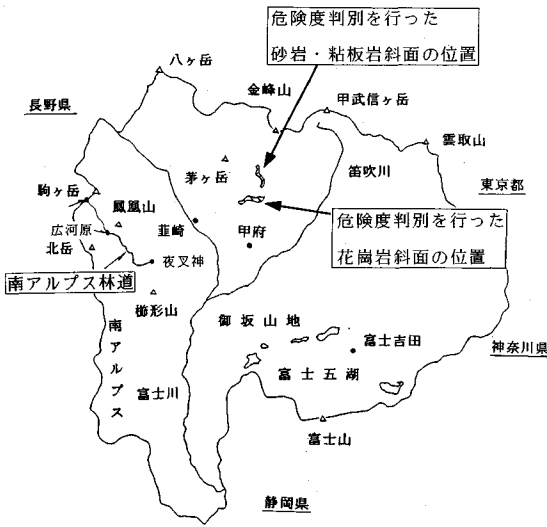 危険度判別を行った
砂岩・粘板岩斜面の位置
八ヶ岳
金峰山
甲武信ヶ岳
長野県
雲取山
茅ヶ岳
笛吹川
東京都
駒ヶ岳
鳳凰山
危険度判別を行った
花崗岩斜面の位置
広河原
韮崎
甲府
北岳
夜叉神
南アルプス林道
櫛形山
御坂山地
南アルプス
富士吉田
神奈川県
富士五湖
富士川
富士山
静岡県